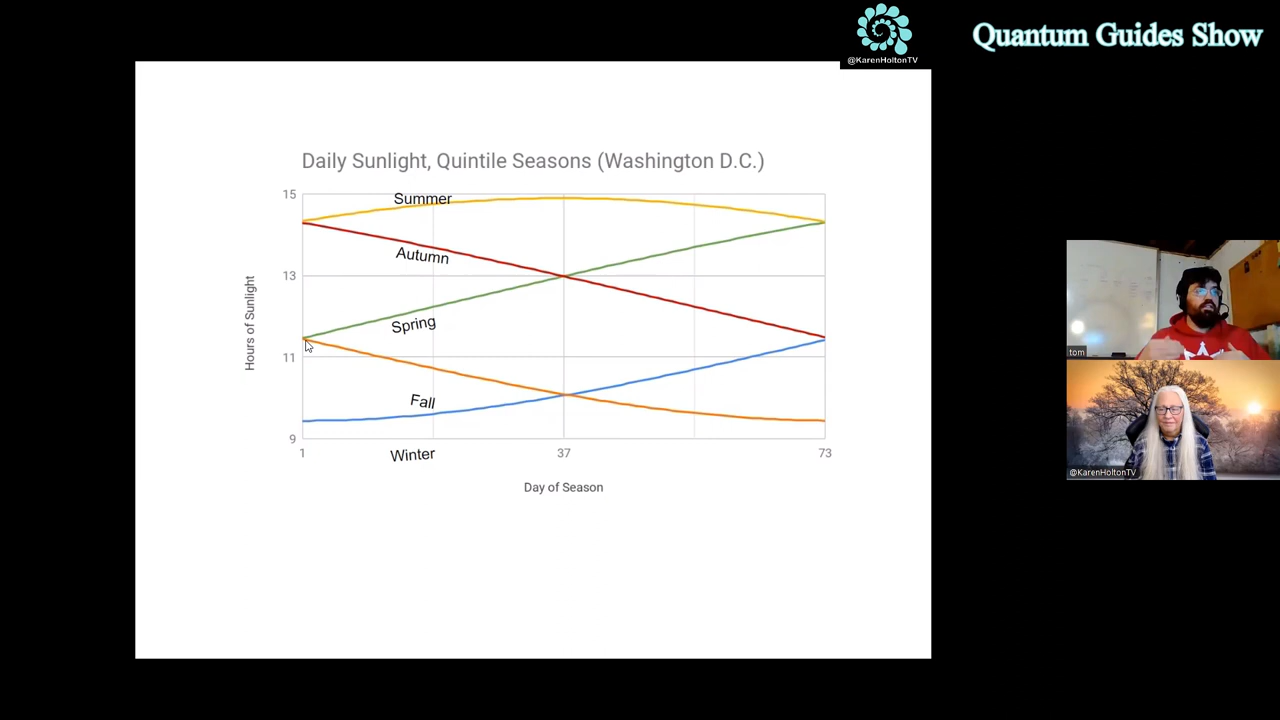 @KarenHoltonTV
Quantum Guides Show
Daily Sunlight, Quintile Seasons (Washington D.C.)
15
13
11
9
Hours of Sunlight
Summer
Autumn
Spring
Fall
Winter
1
37
73
Day of Season
tom
@KarenHoltonTV